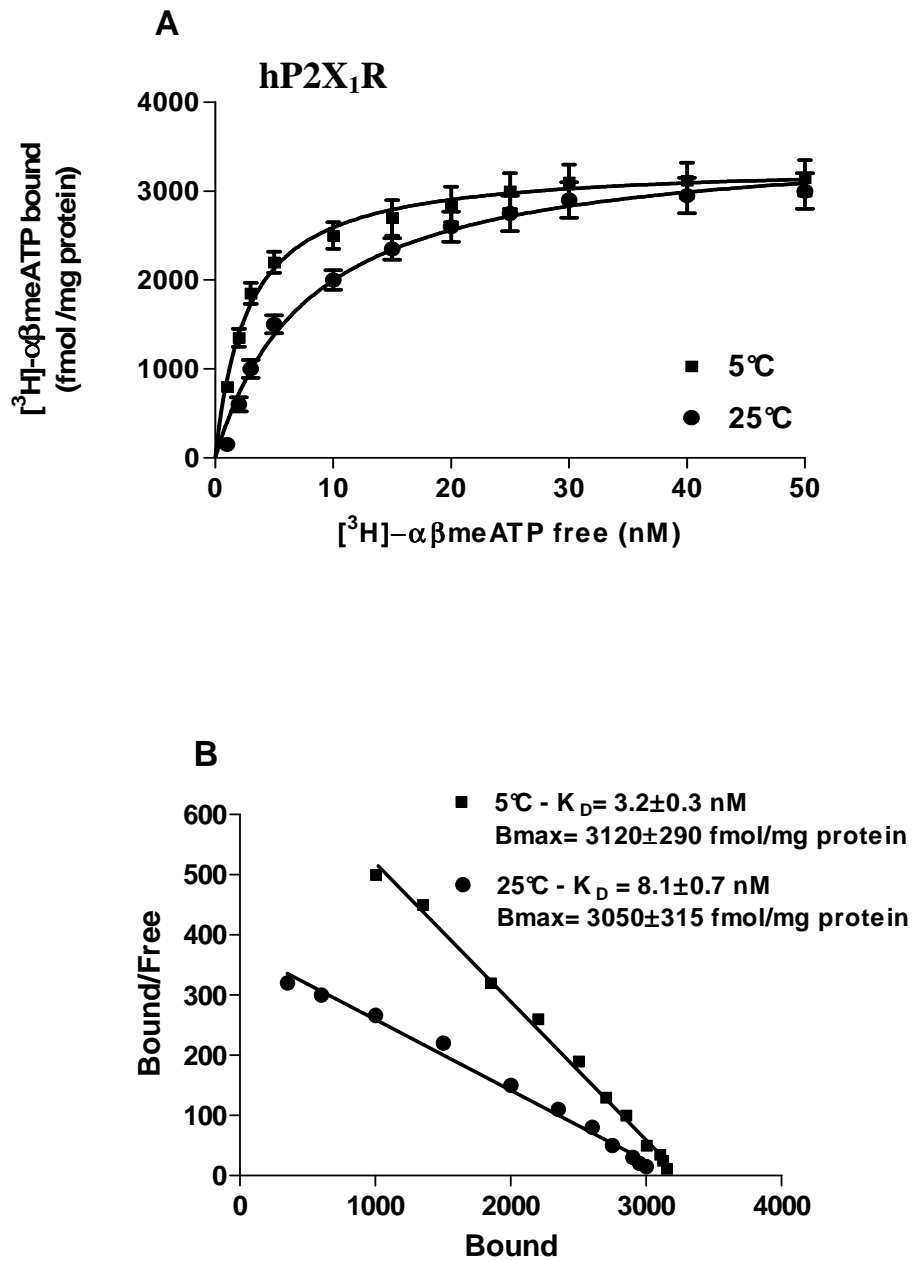 A
hP2X₁R
[³H]-αβmeATP bound
(fmol/mg protein)
4000
3000
2000
1000
0
5°C
25°C
0 10 20 30 40 50
[³H]–αβmeATP free (nM)
B
5°C - K D= 3.2±0.3 nM
Bmax= 3120±290 fmol/mg protein
25°C - K D = 8.1±0.7 nM
Bmax= 3050±315 fmol/mg protein
Bound/Free
600
500
400
300
200
100
0
0 1000 2000 3000 4000
Bound